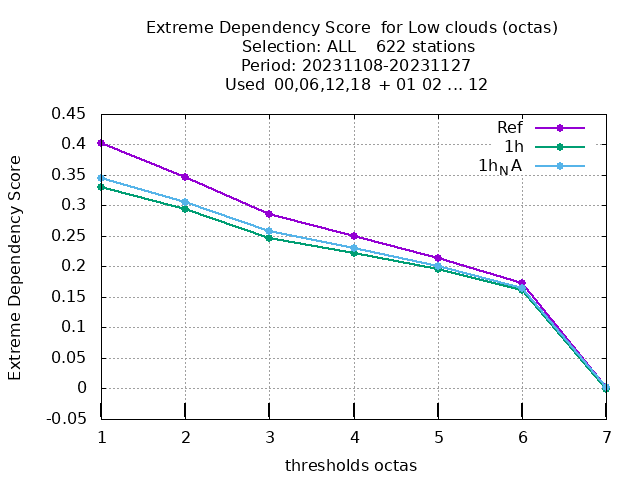 Extreme Dependency Score  for Low clouds (octas)
Selection: ALL    622 stations
Period: 20231108-20231127
Used  00,06,12,18 + 01 02 ... 12
Ref
1h
1hNA
0.45
0.4
0.35
0.3
0.25
0.2
0.15
0.1
0.05
0
-0.05
Extreme Dependency Score
1 2 3 4 5 6 7
thresholds octas